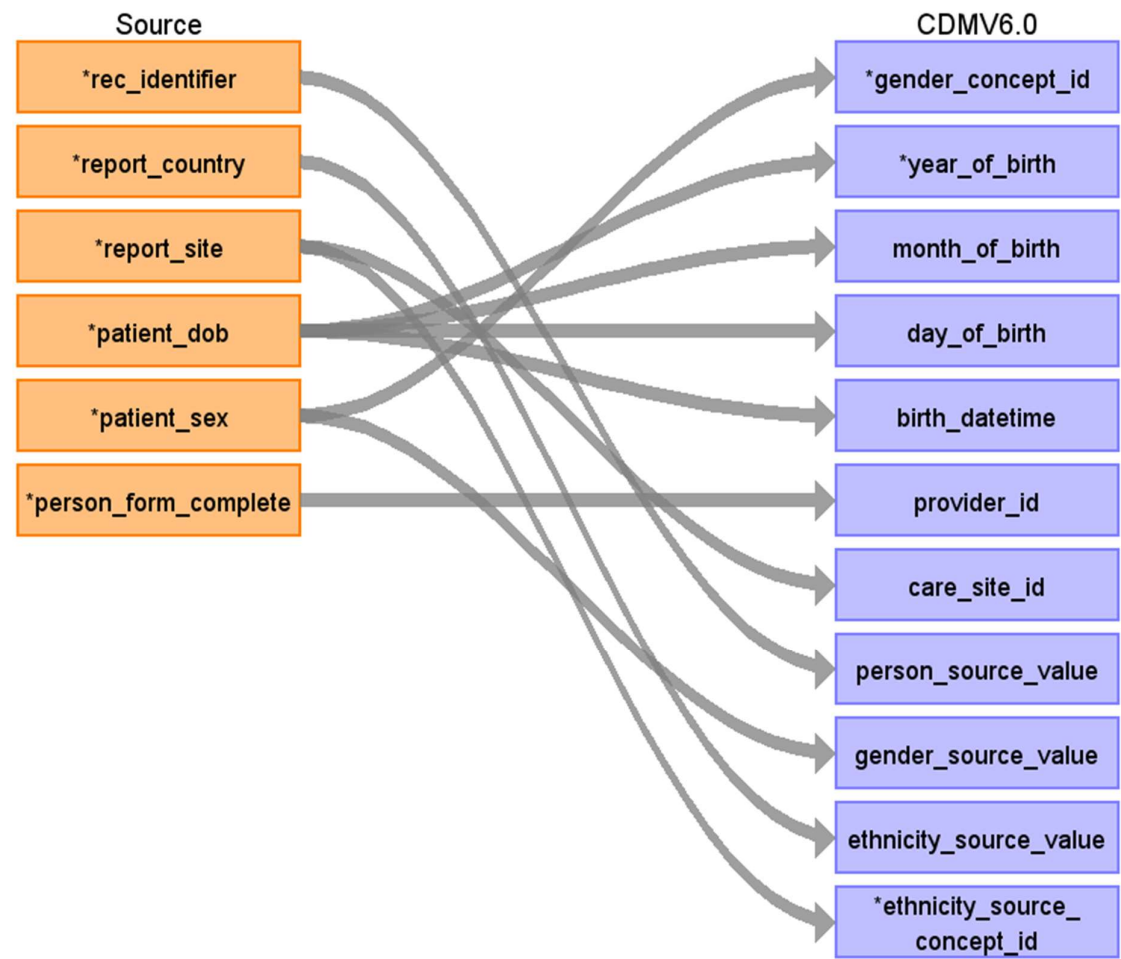 Source
CDMV6.0
*rec_identifier
*gender_concept_id
*report_country
*year_of_birth
*report_site
month_of_birth
*patient_dob
day_of_birth
*patient_sex
birth_datetime
*person_form_complete
provider_id
care_site_id
person_source_value
gender_source_value
ethnicity_source_value
*ethnicity_source_
concept_id